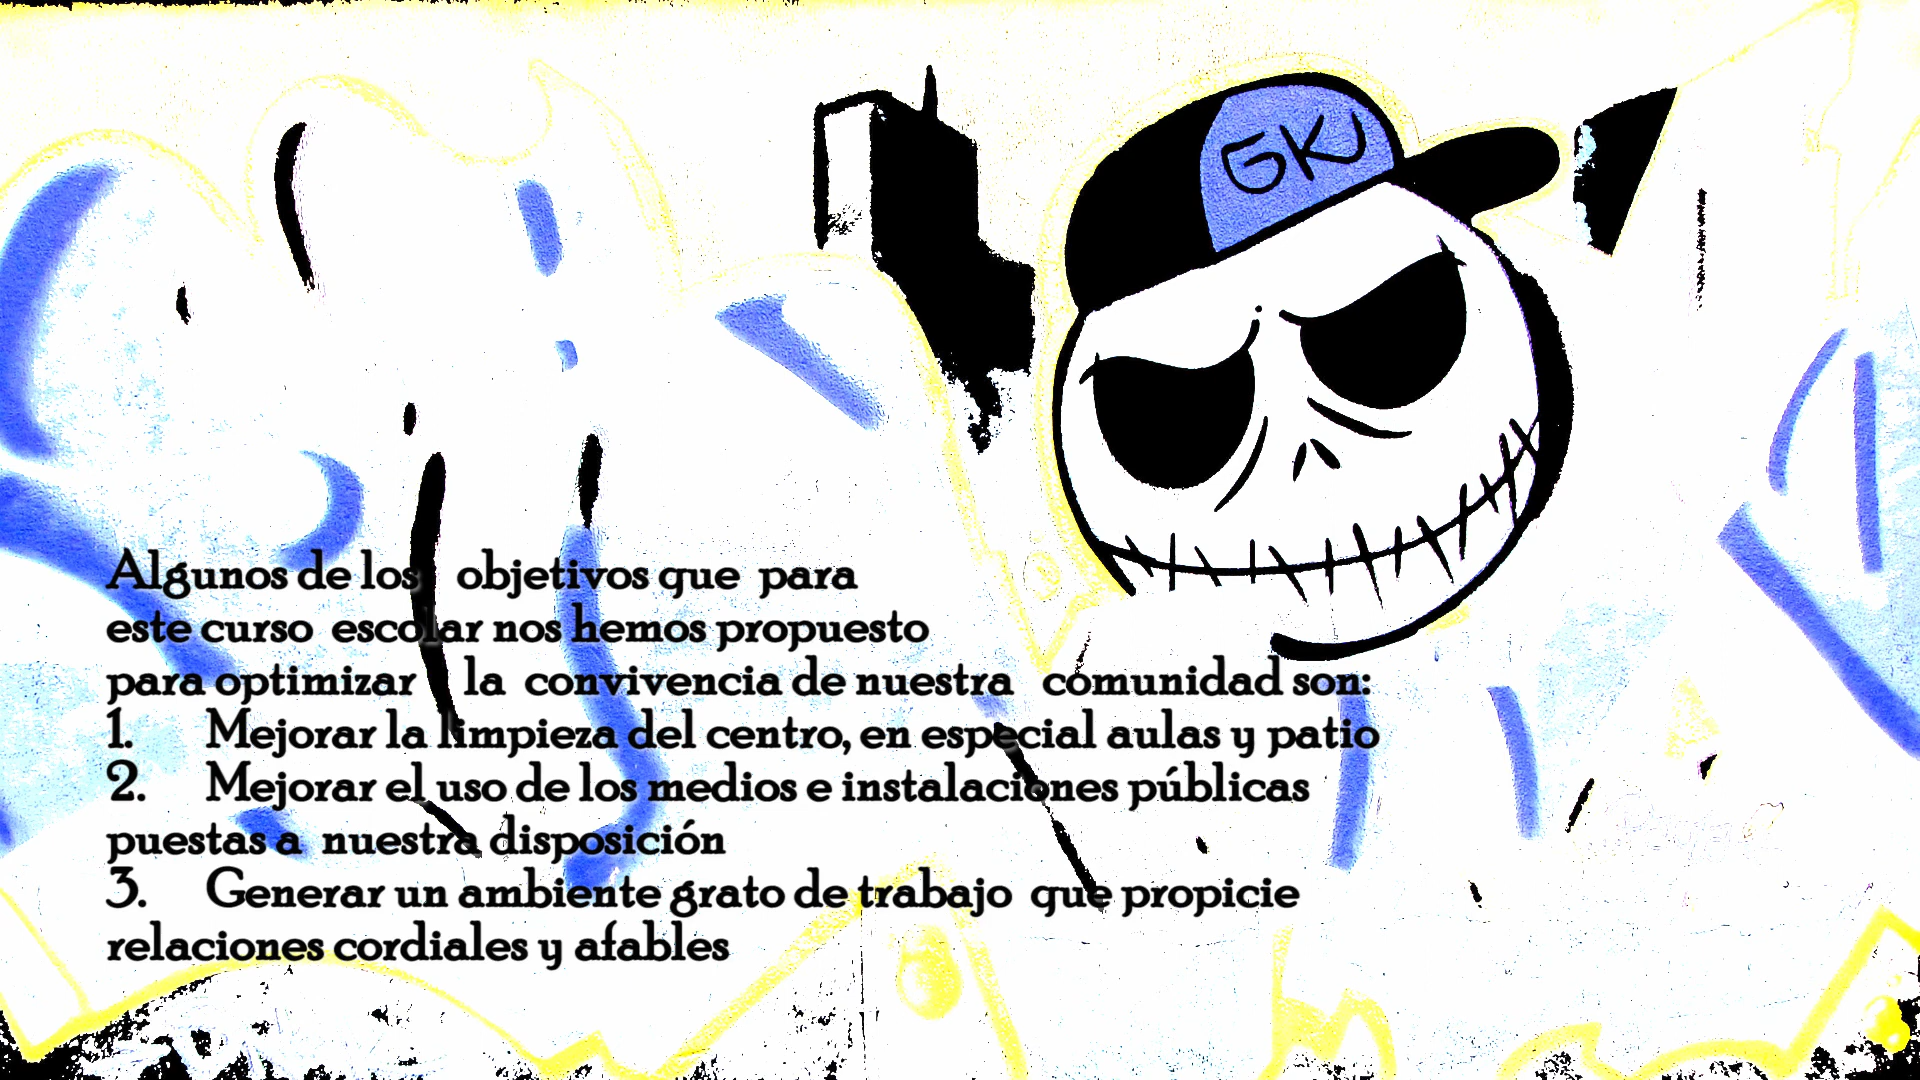 GKJ
Algunos de los objetivos que para
este curso escolar nos hemos propuesto
para optimizar la convivencia de nuestra comunidad son:
1. Mejorar la limpieza del centro, en especial aulas y patio
2. Mejorar el uso de los medios e instalaciones públicas
puestas a nuestra disposición
3. Generar un ambiente grato de trabajo que propicie
relaciones cordiales y afables